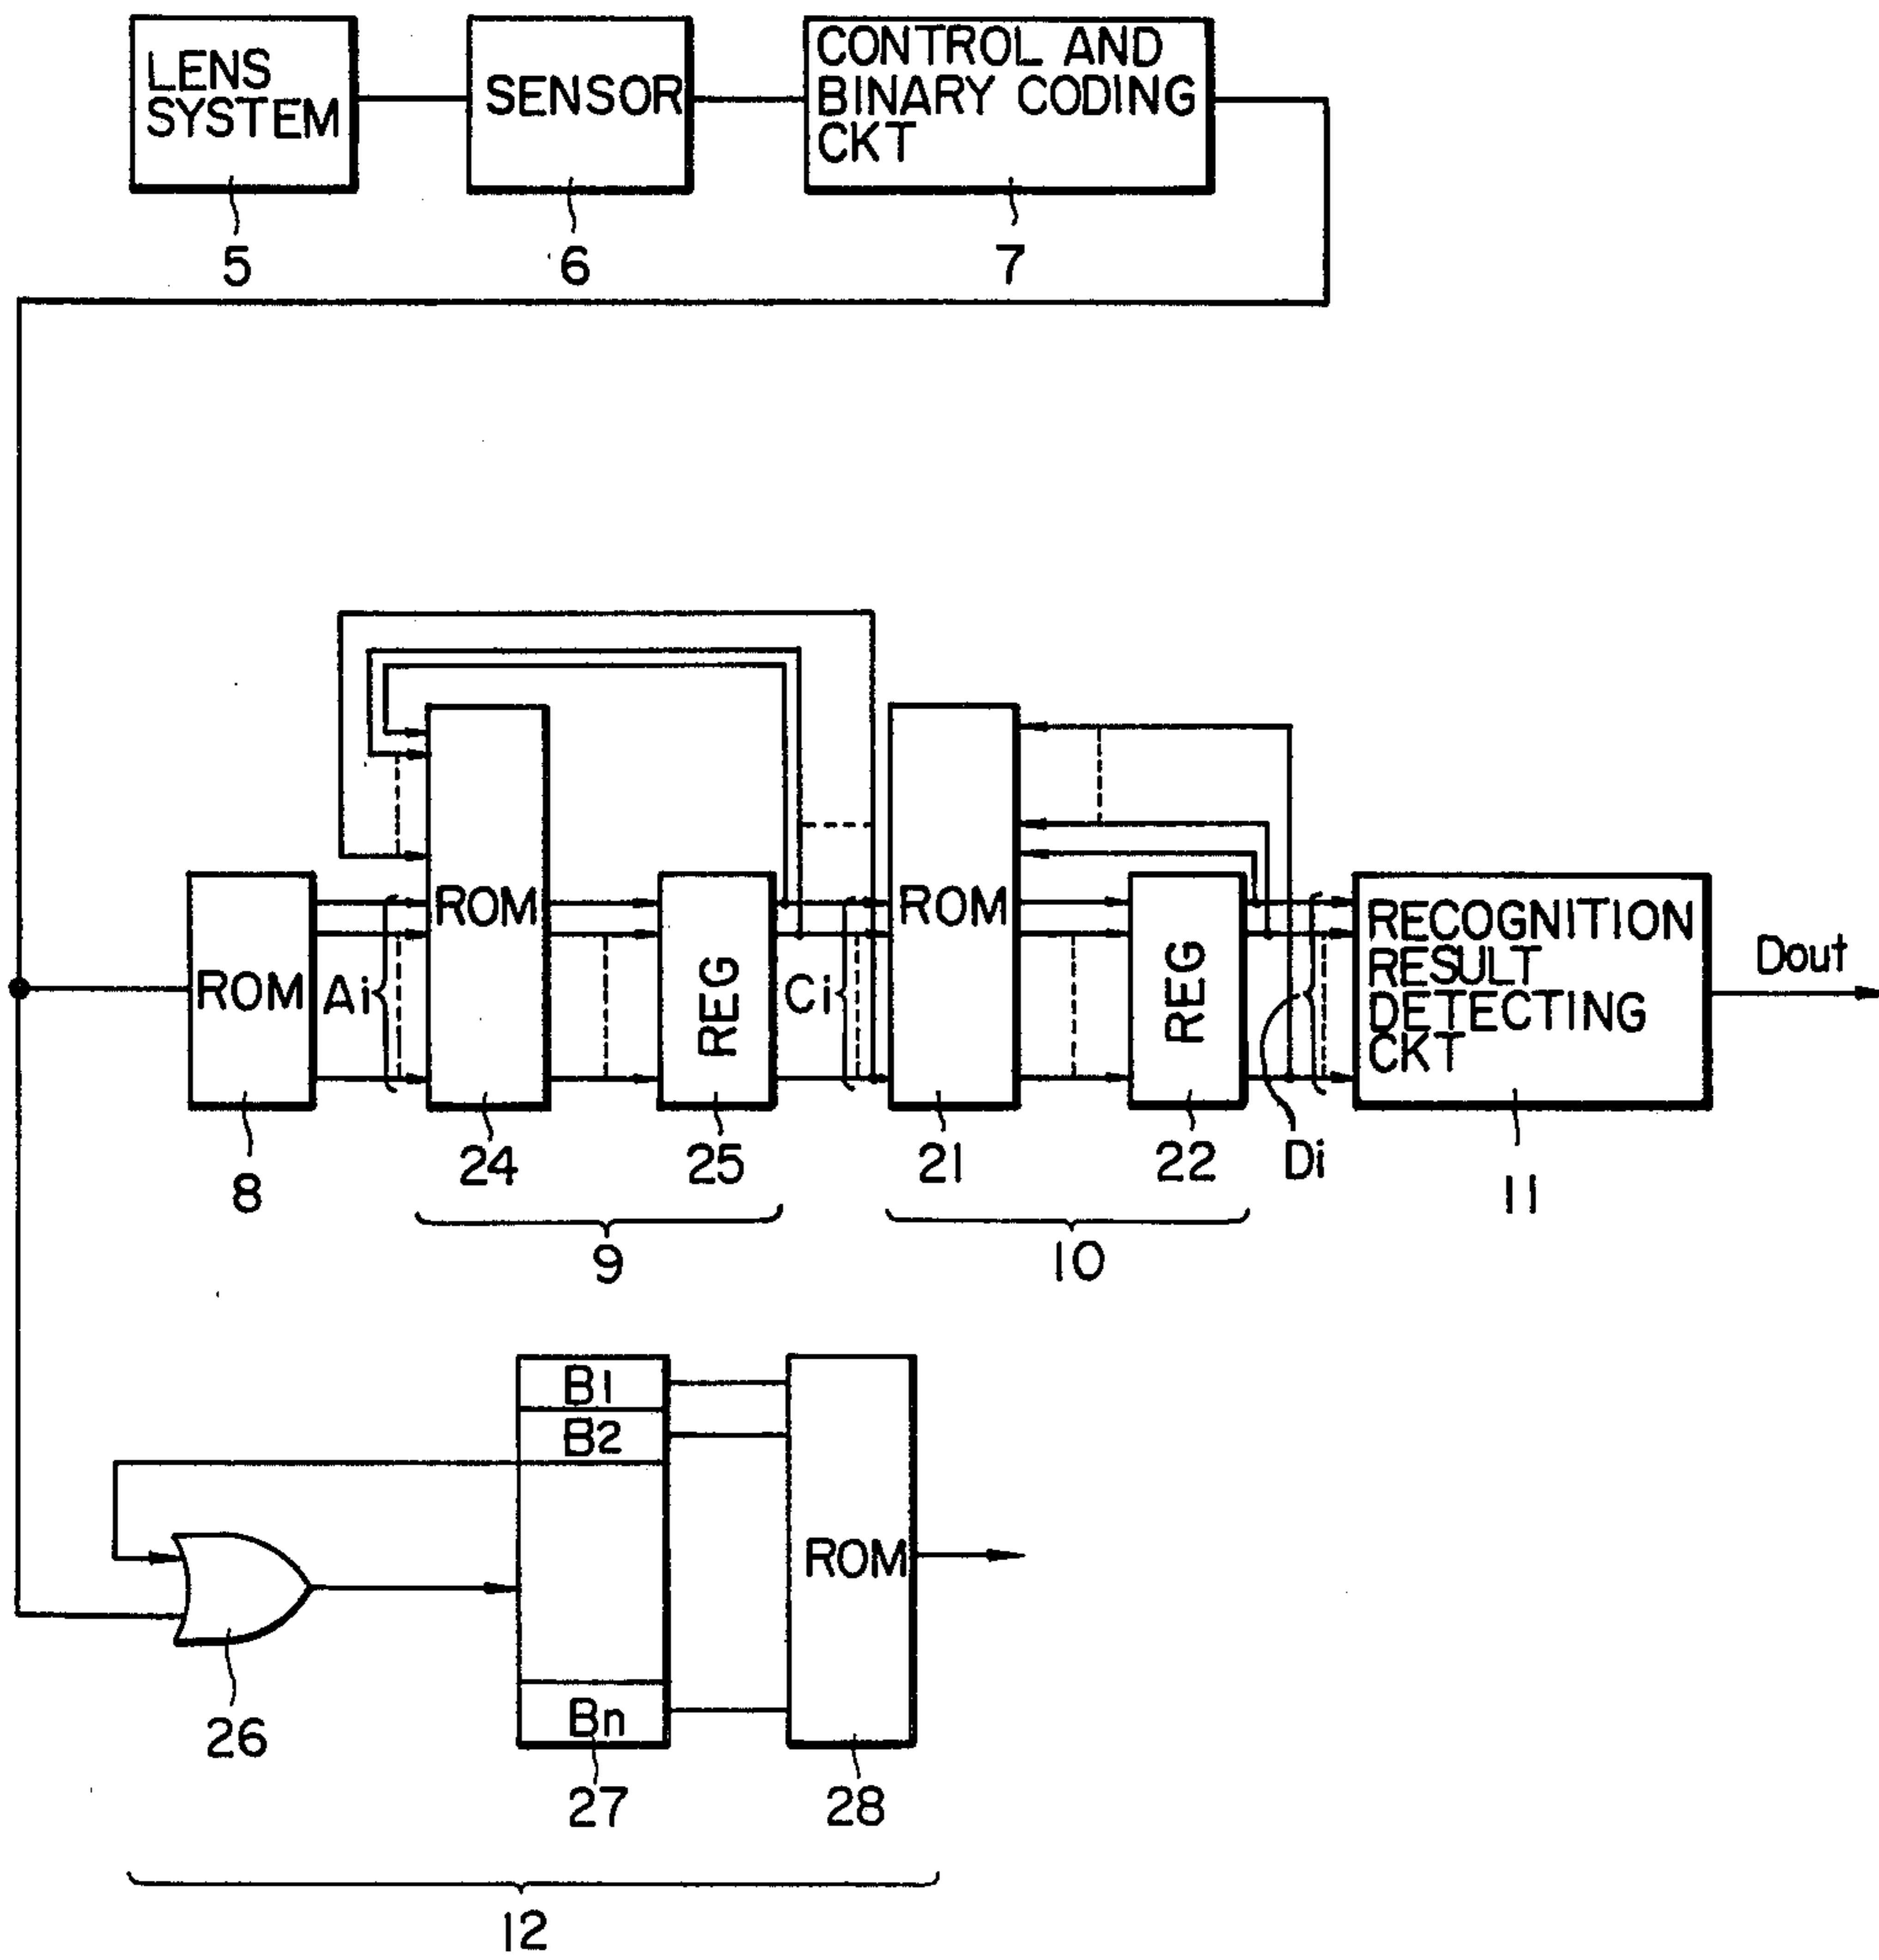 LENS
SYSTEM
SENSOR
CONTROL AND
BINARY CODING
CKT
5
6
7
ROM
Ai
ROM
REG
Ci
ROM
REG
RECOGNITION
RESULT
DETECTING
CKT
Dout
8
24
25
21
22
Di
11
9
10
B1
B2
Bn
ROM
26
27
28
12